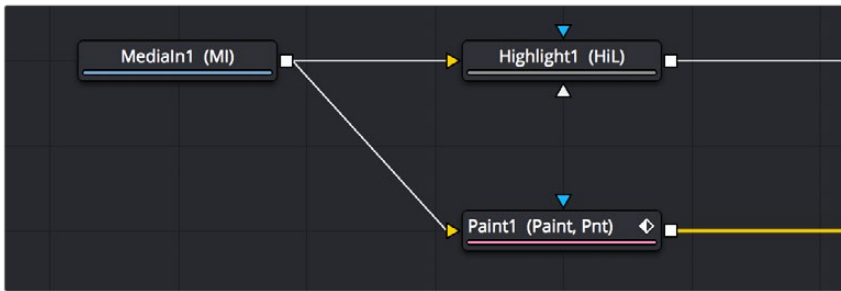 MediaIn1 (MI)
Highlight1 (HiL)
Paint1 (Paint, Pnt)